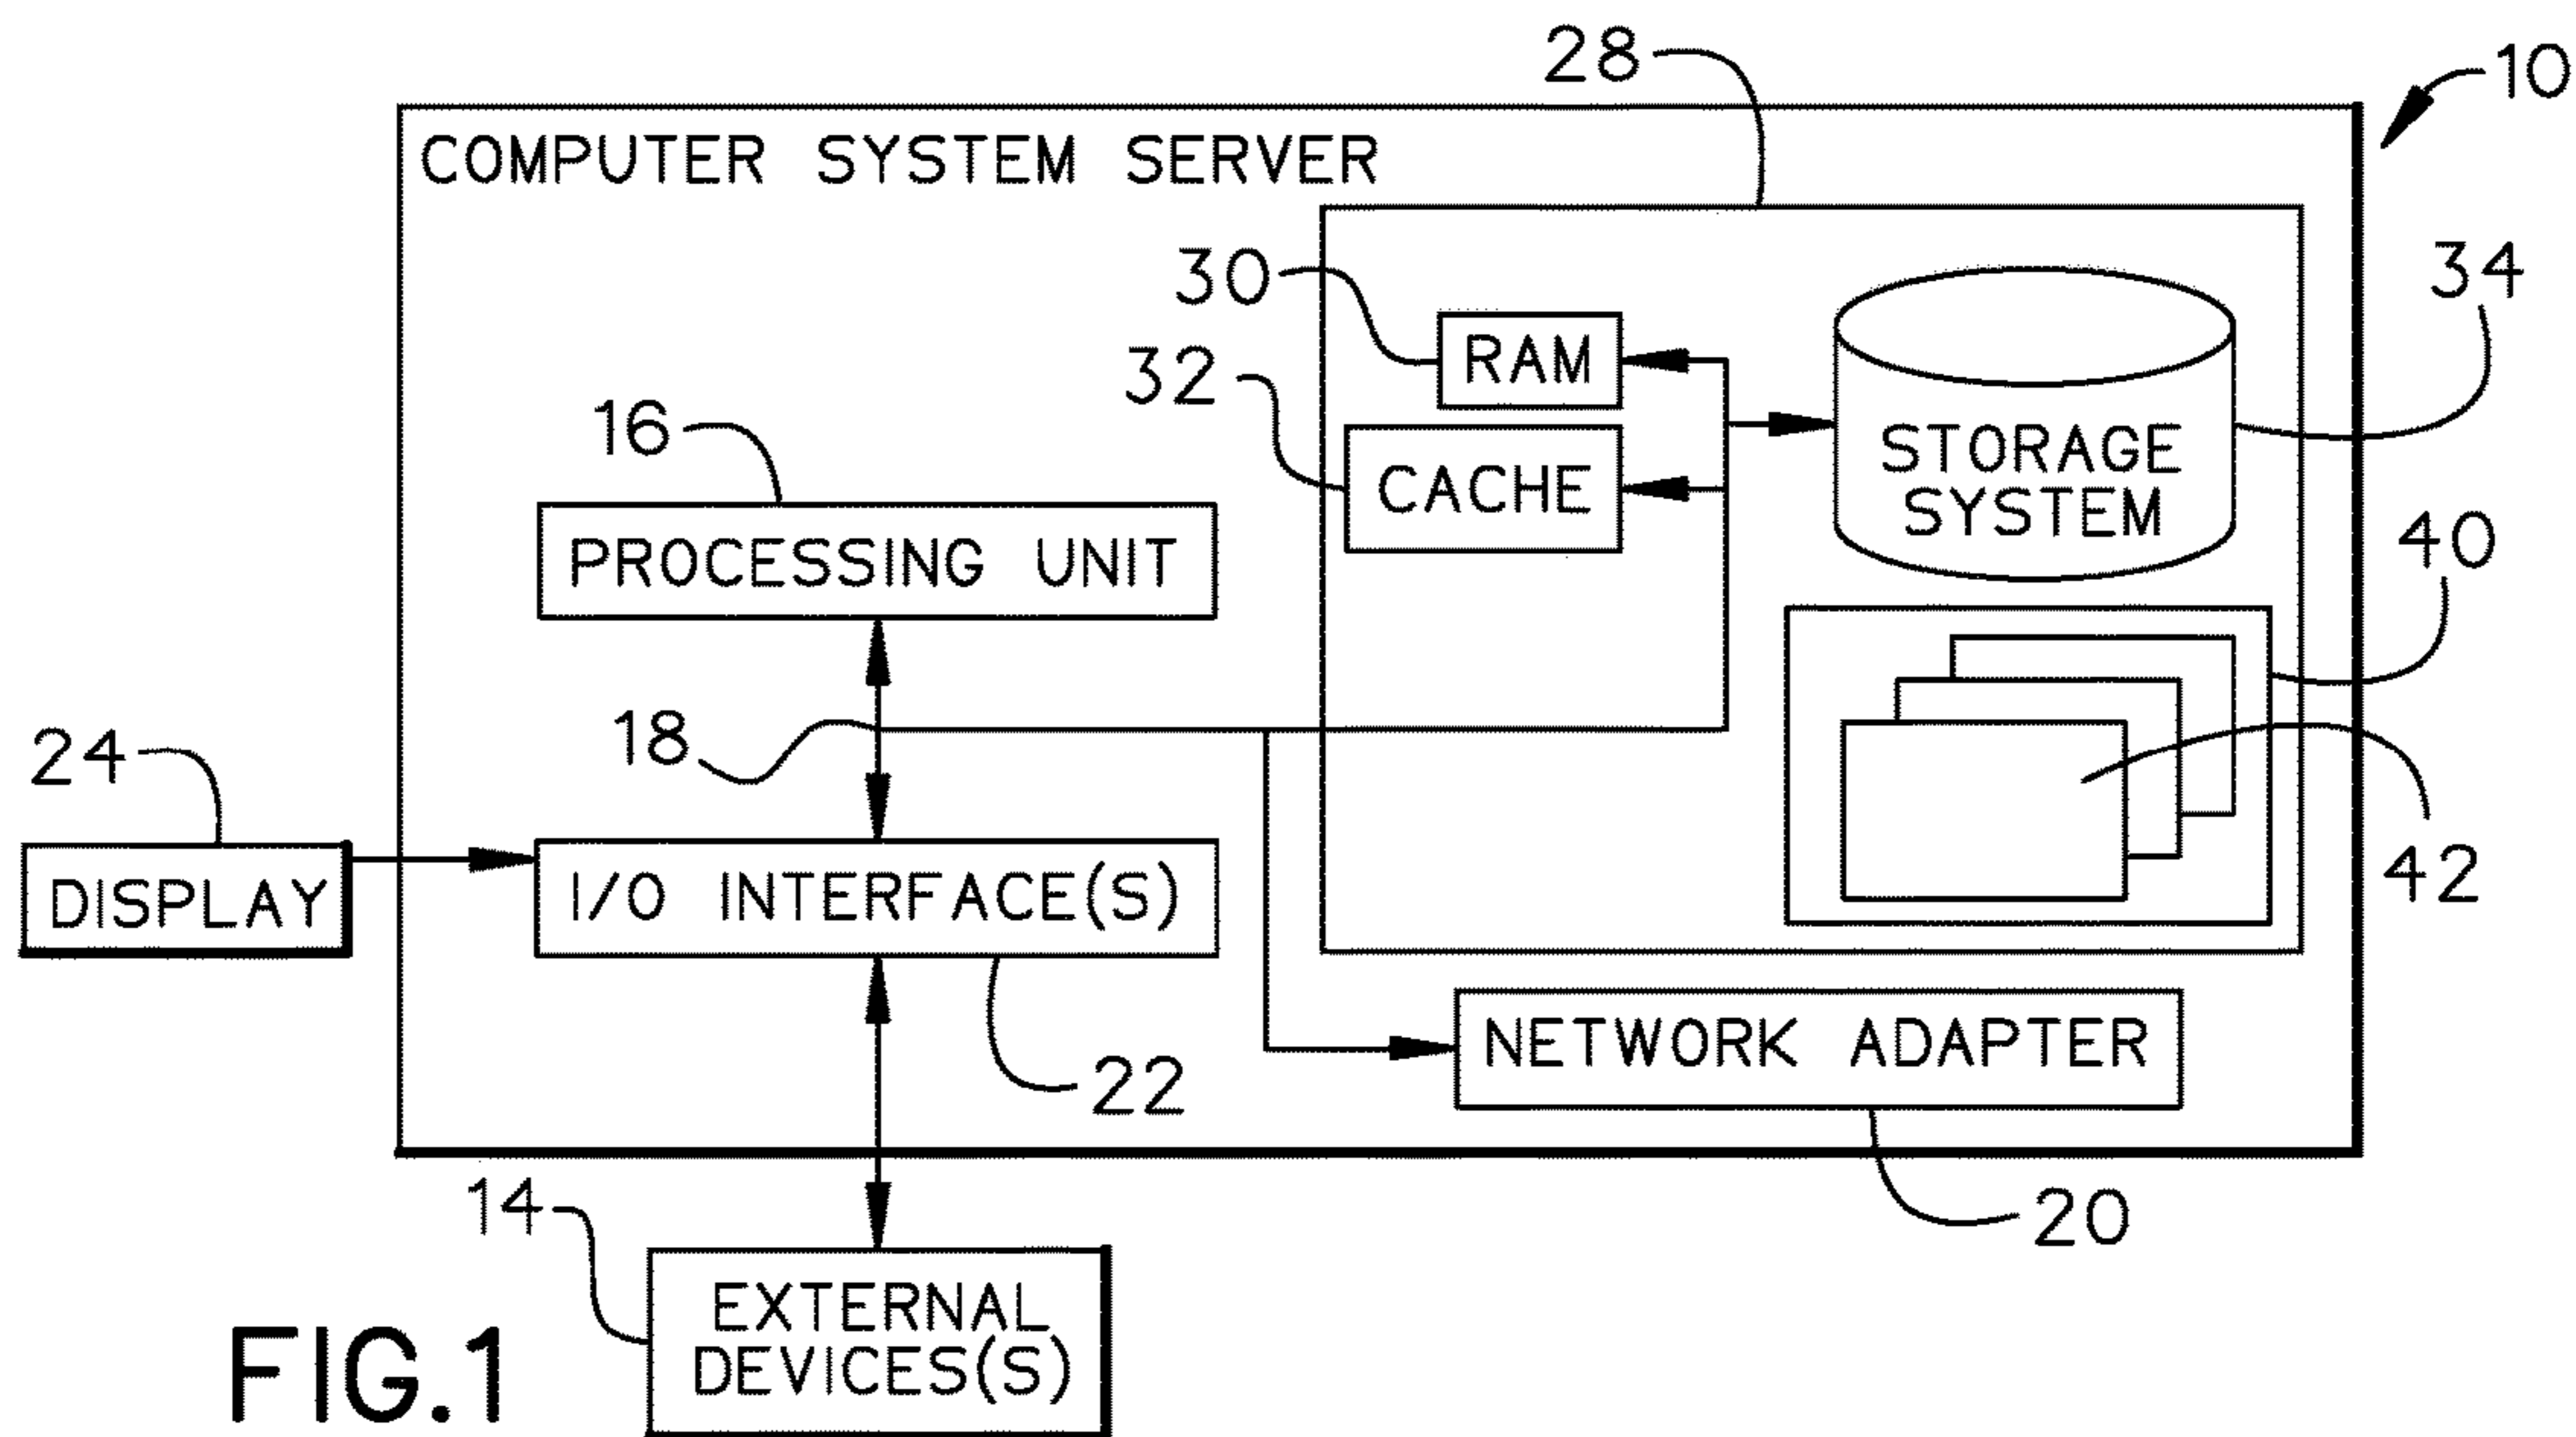 28
10
COMPUTER SYSTEM SERVER
30
34
RAM
32
16
STORAGE
CACHE
SYSTEM
40
PROCESSING UNIT
18
24
42
DISPLAY
I/O INTERFACE(S)
NETWORK ADAPTER
22
14
20
EXTERNAL
DEVICES(S)
FIG.1